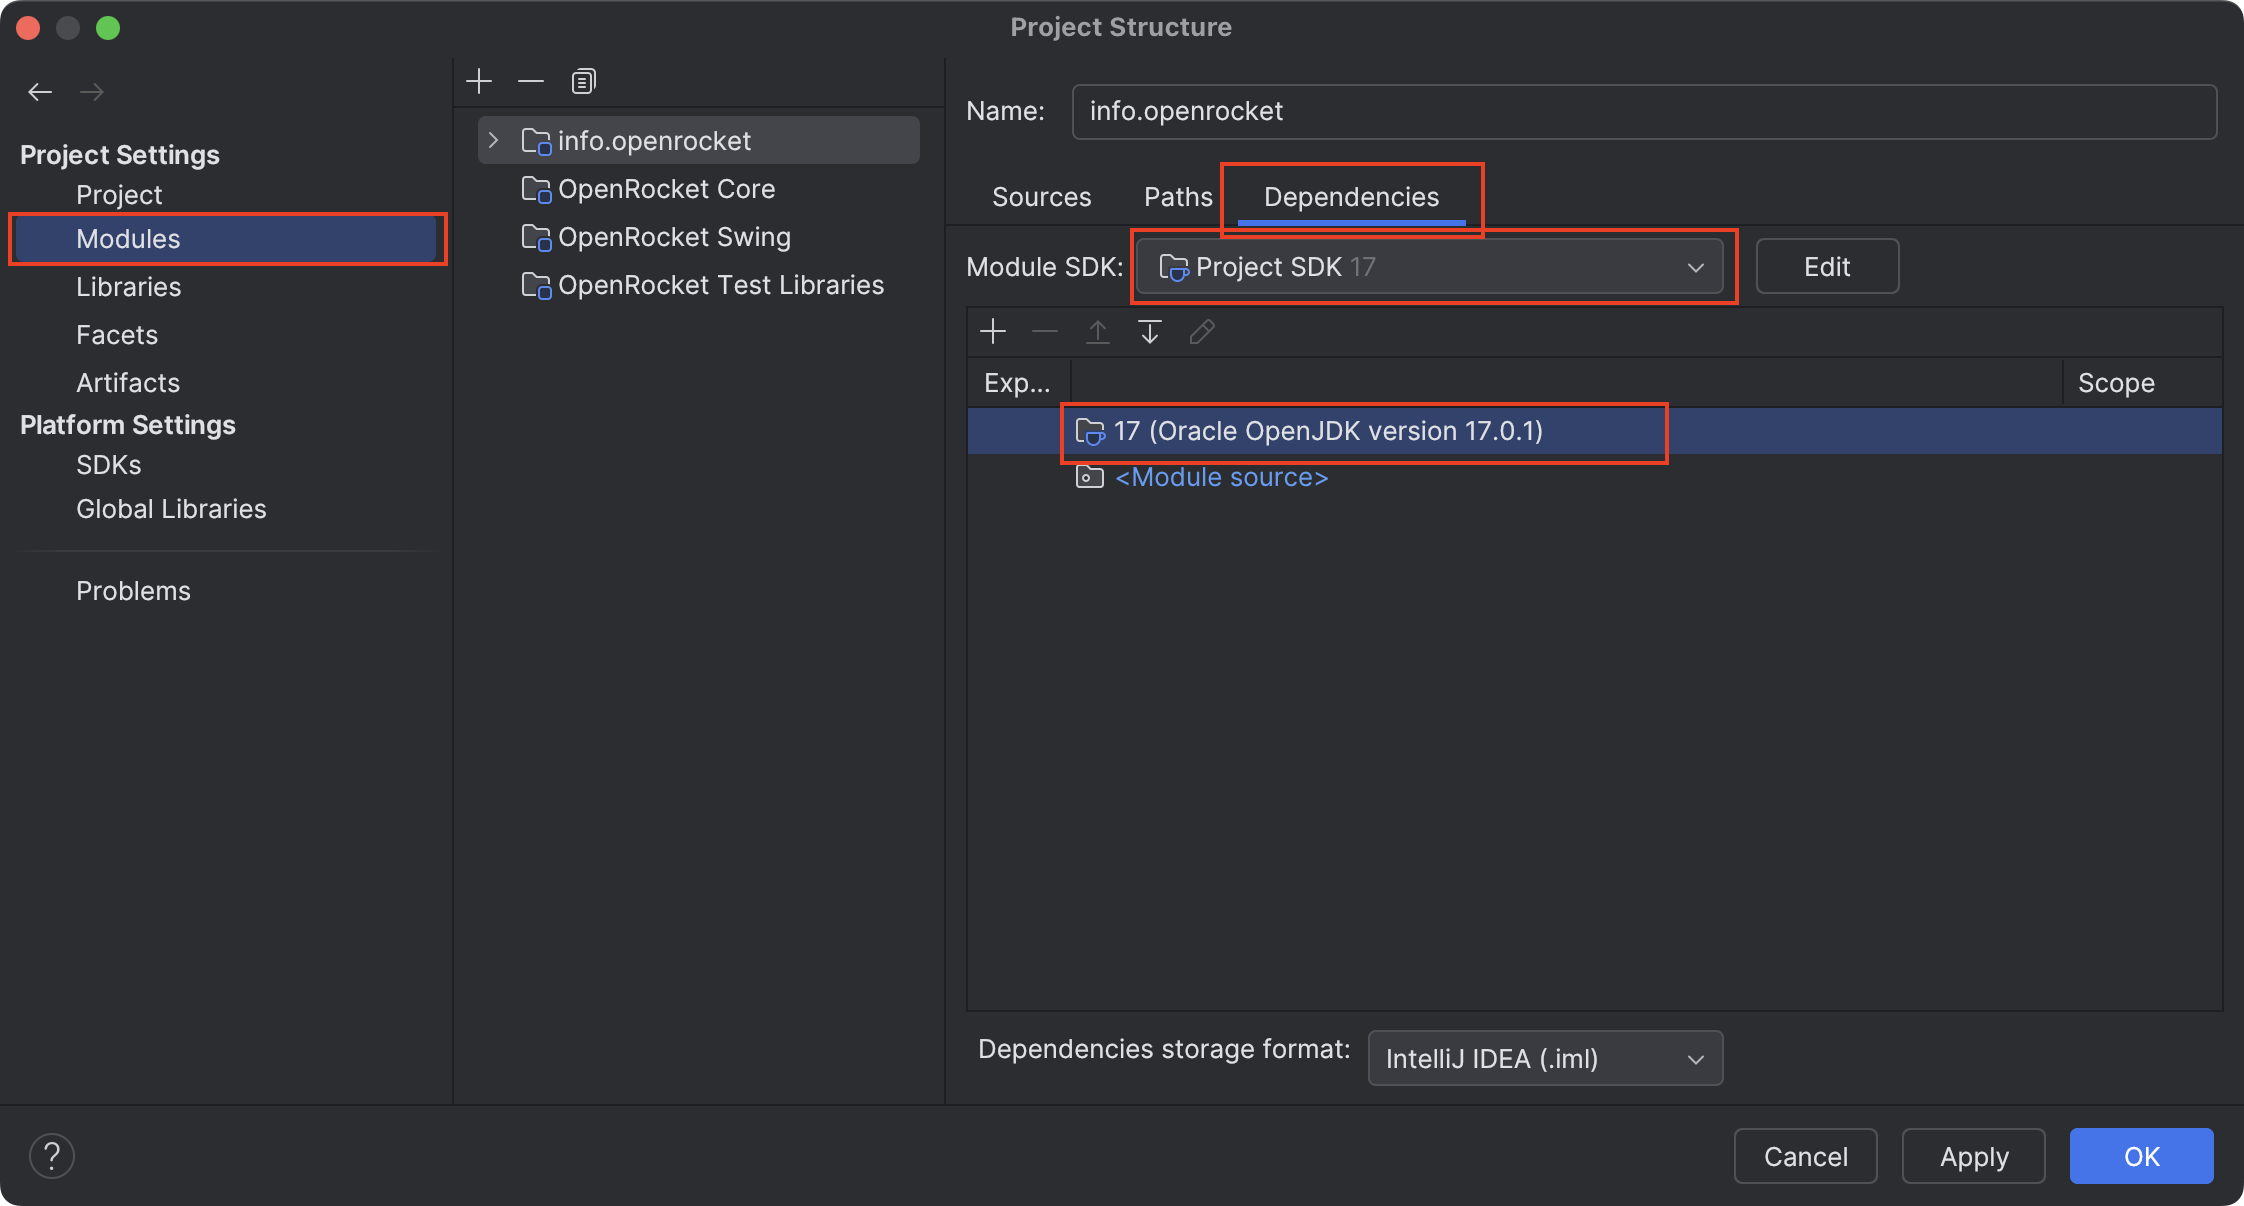 Project Structure
Project Settings
Project
Modules
Libraries
Facets
Artifacts
Platform Settings
SDKs
Global Libraries
Problems
info.openrocket
OpenRocket Core
OpenRocket Swing
OpenRocket Test Libraries
Name: info.openrocket
Sources Paths Dependencies
Module SDK: Project SDK 17 Edit
Exp... Scope
17 (Oracle OpenJDK version 17.0.1)
<Module source>
Dependencies storage format: IntelliJ IDEA (.iml)
? Cancel Apply OK